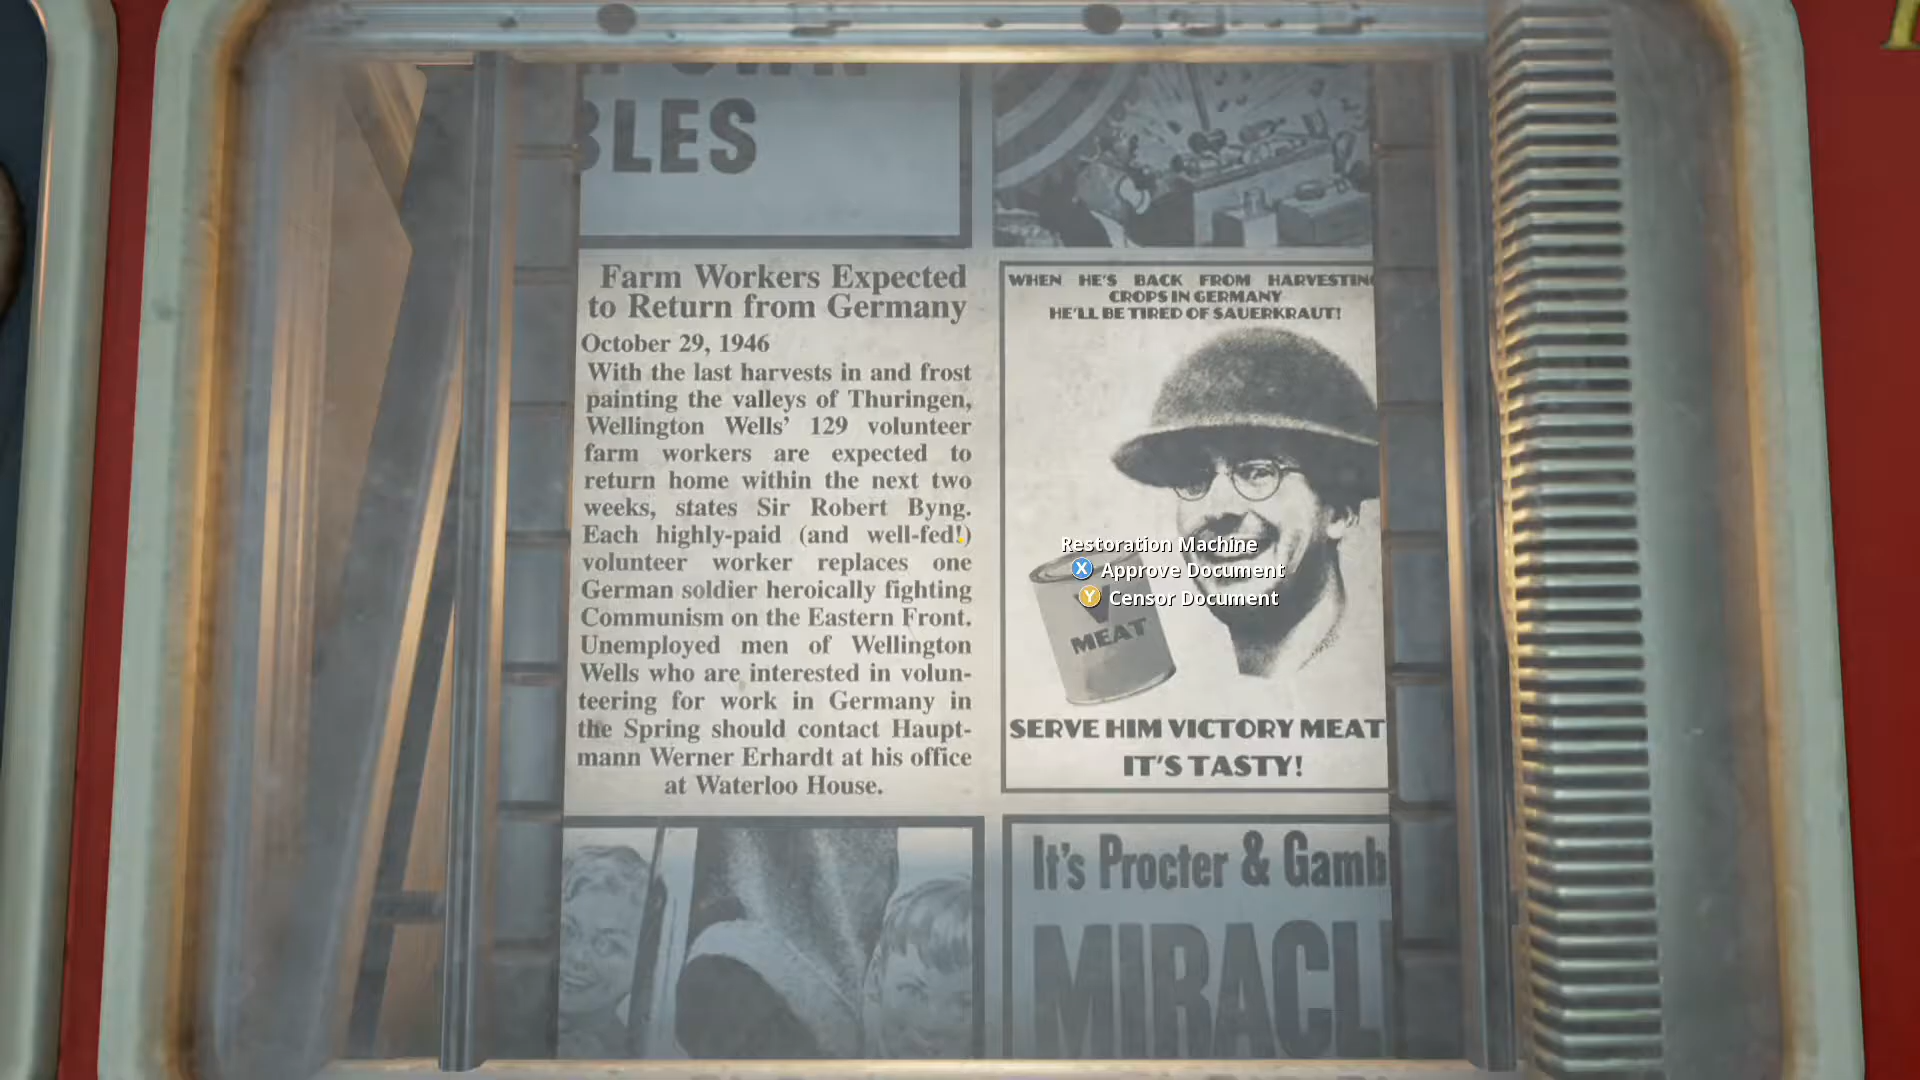 BLES
Farm Workers Expected
to Return from Germany
October 29, 1946
With the last harvests in and frost
painting the valleys of Thuringen,
Wellington Wells' 129 volunteer
farm workers are expected to
return home within the next two
weeks, states Sir Robert Byng.
Each highly-paid (and well-fed!)
volunteer worker replaces one
German soldier heroically fighting
Communism on the Eastern Front.
Unemployed men of Wellington
Wells who are interested in volun-
teering for work in Germany in
the Spring should contact Haupt-
mann Werner Erhardt at his office
at Waterloo House.
WHEN HE'S BACK FROM HARVESTING
CROPS IN GERMANY
HE'LL BE TIRED OF SAUERKRAUT!
Restoration Machine
X Approve Document
Y Censor Document
V
MEAT
SERVE HIM VICTORY MEAT
IT'S TASTY!
It's Procter & Gamb
MIRACL